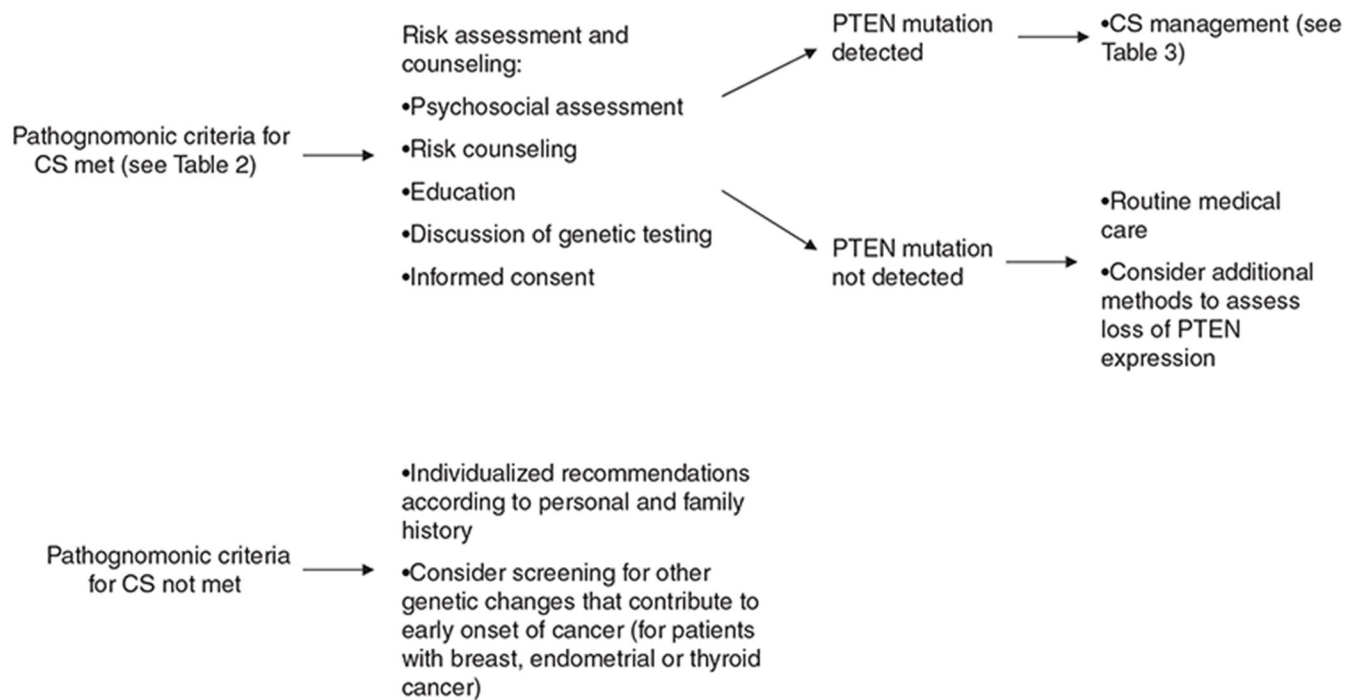 Pathognomonic criteria for
CS met (see Table 2)
Risk assessment and
counseling:
•Psychosocial assessment
•Risk counseling
•Education
•Discussion of genetic testing
•Informed consent
PTEN mutation
detected
•CS management (see
Table 3)
PTEN mutation
not detected
•Routine medical
care
•Consider additional
methods to assess
loss of PTEN
expression
Pathognomonic criteria
for CS not met
•Individualized recommendations
according to personal and family
history
•Consider screening for other
genetic changes that contribute to
early onset of cancer (for patients
with breast, endometrial or thyroid
cancer)